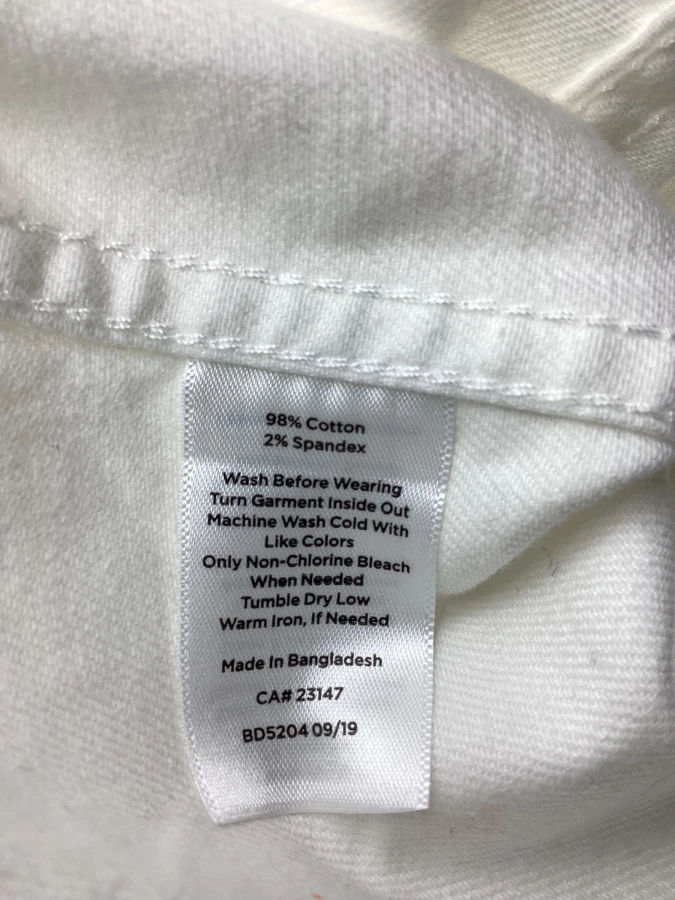 98% Cotton
2% Spandex
Wash Before Wearing
Turn Garment Inside Out
Machine Wash Cold With
Like Colors
Only Non-Chlorine Bleach
When Needed
Tumble Dry Low
Warm Iron, If Needed
Made In Bangladesh
CA# 23147
BD5204 09/19